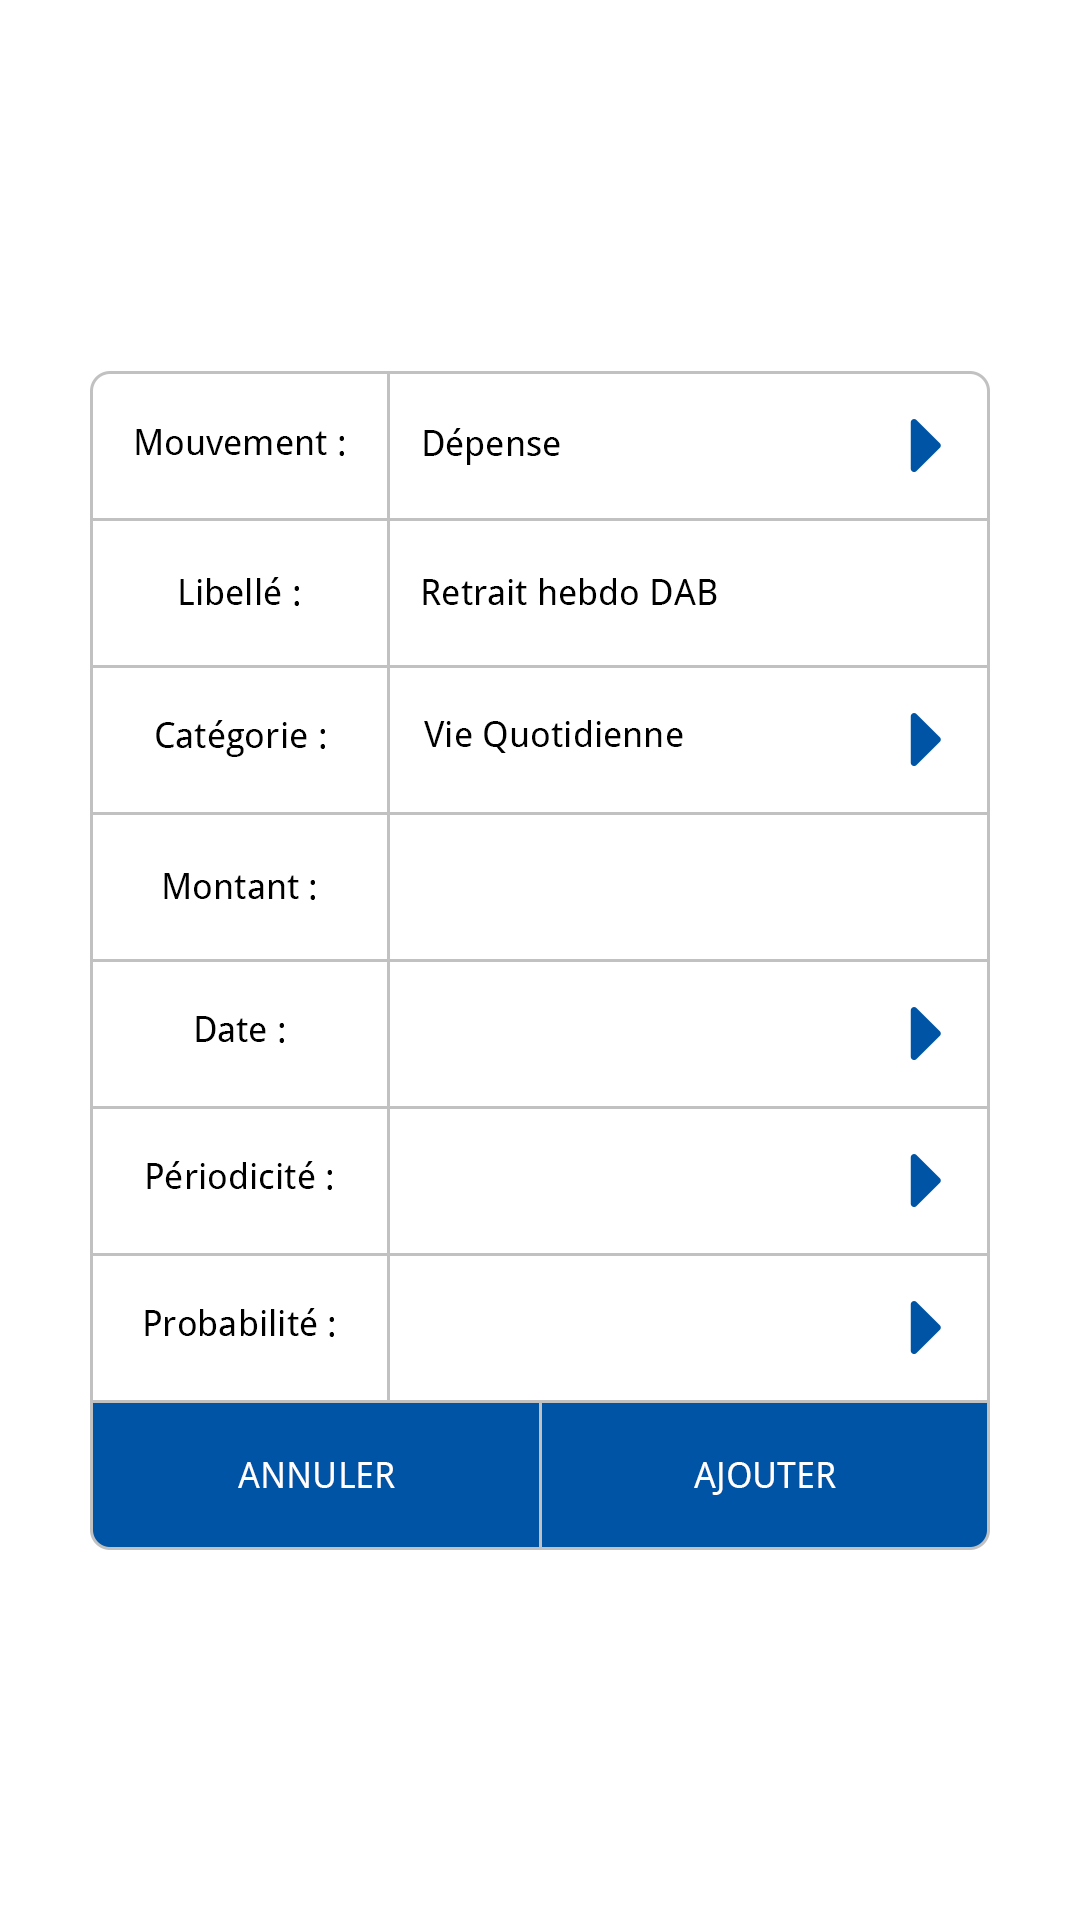 Mouvement : Dépense
Libellé : Retrait hebdo DAB
Catégorie : Vie Quotidienne
Montant :
Date :
Périodicité :
Probabilité :
ANNULER AJOUTER